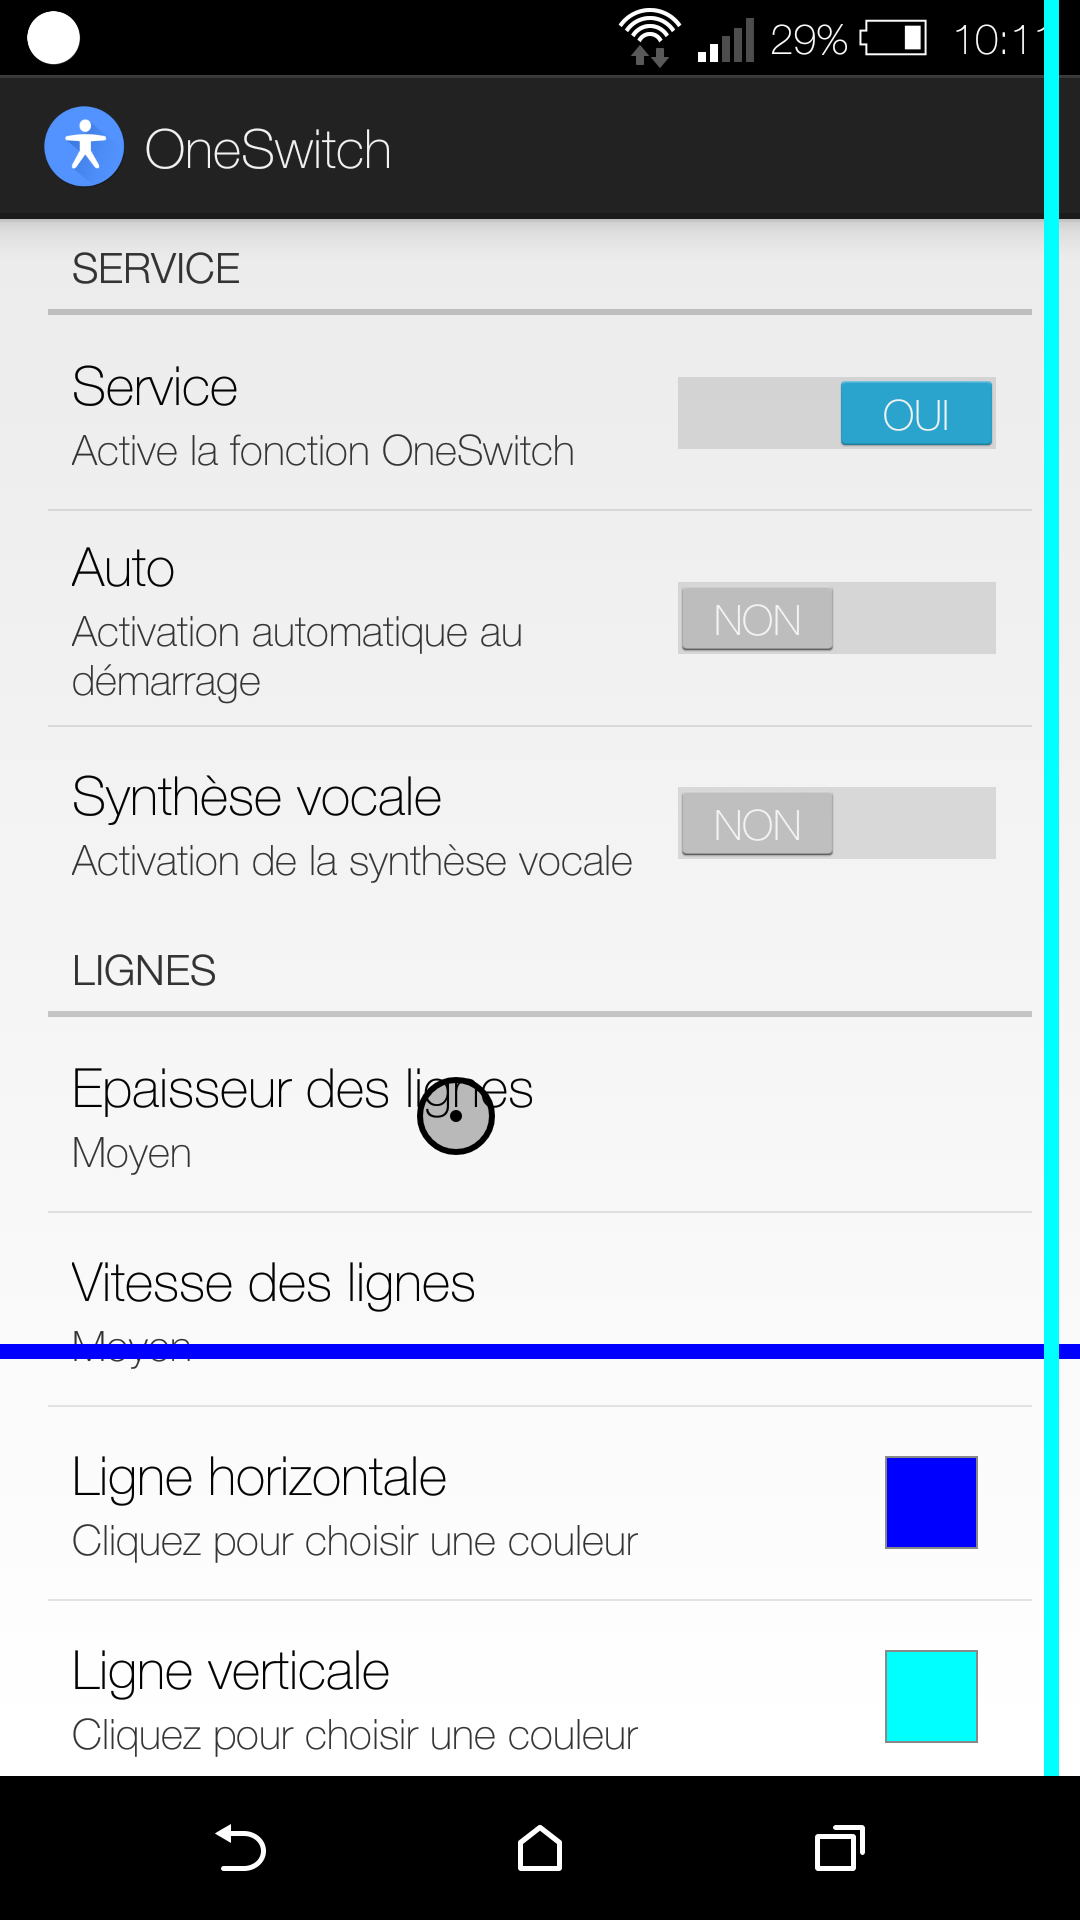 29% 10:11
OneSwitch
SERVICE
Service
OUI
Active la fonction OneSwitch
Auto
NON
Activation automatique au
démarrage
Synthèse vocale
NON
Activation de la synthèse vocale
LIGNES
Epaisseur des lignes
Moyen
Vitesse des lignes
Moyen
Ligne horizontale
Cliquez pour choisir une couleur
Ligne verticale
Cliquez pour choisir une couleur